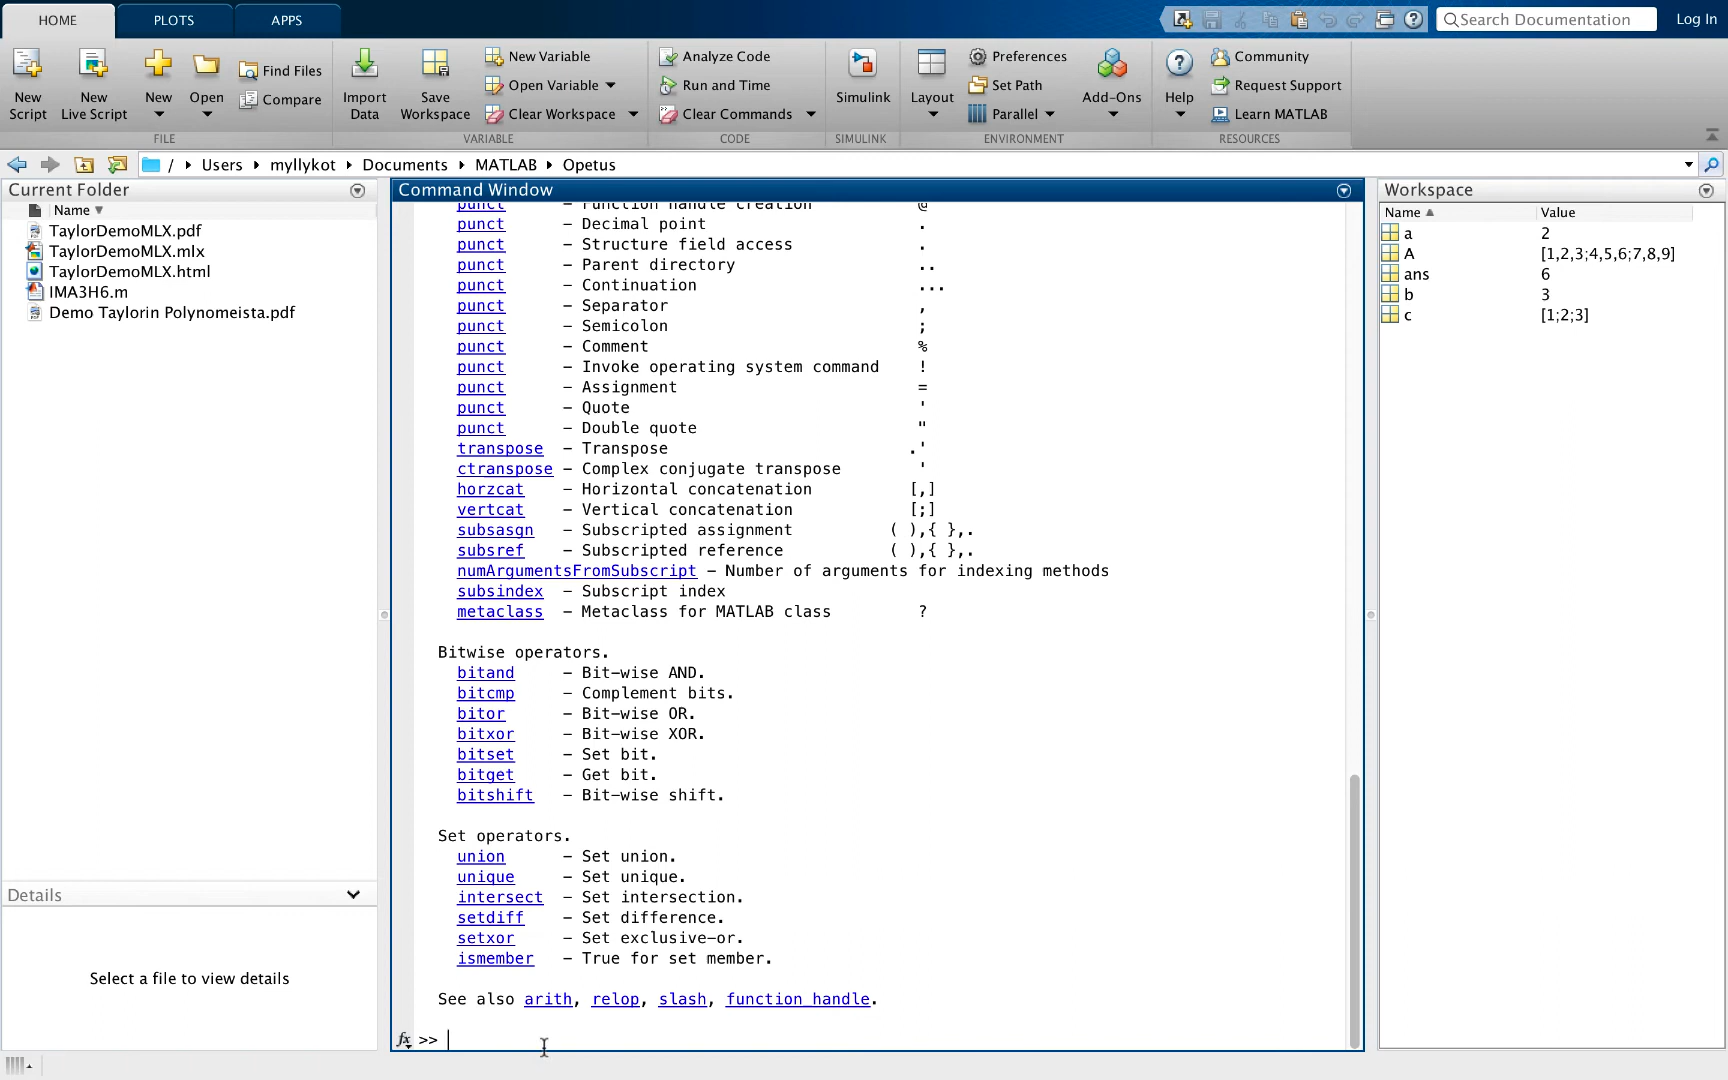 HOME PLOTS APPS Search Documentation Log In
New Script
New Live Script
New
Open
Find Files
Compare
FILE
Import Data
Save Workspace
New Variable
Open Variable
Clear Workspace
VARIABLE
Analyze Code
Run and Time
Clear Commands
CODE
Simulink
SIMULINK
Layout
Preferences
Set Path
Parallel
Add-Ons
ENVIRONMENT
Help
Community
Request Support
Learn MATLAB
RESOURCES
/ Users myllykot Documents MATLAB Opetus
Current Folder
Name
TaylorDemoMLX.pdf
TaylorDemoMLX.mlx
TaylorDemoMLX.html
IMA3H6.m
Demo Taylorin Polynomeista.pdf
Details
Select a file to view details
Command Window
punct - Function handle creation @
punct - Decimal point .
punct - Structure field access .
punct - Parent directory ..
punct - Continuation ...
punct - Separator ,
punct - Semicolon ;
punct - Comment %
punct - Invoke operating system command !
punct - Assignment =
punct - Quote '
punct - Double quote "
transpose - Transpose .'
ctranspose - Complex conjugate transpose '
horzcat - Horizontal concatenation [,]
vertcat - Vertical concatenation [;]
subsasgn - Subscripted assignment ( ),{ },.
subsref - Subscripted reference ( ),{ },.
numArgumentsFromSubscript - Number of arguments for indexing methods
subsindex - Subscript index
metaclass - Metaclass for MATLAB class ?
Bitwise operators.
bitand - Bit-wise AND.
bitcmp - Complement bits.
bitor - Bit-wise OR.
bitxor - Bit-wise XOR.
bitset - Set bit.
bitget - Get bit.
bitshift - Bit-wise shift.
Set operators.
union - Set union.
unique - Set unique.
intersect - Set intersection.
setdiff - Set difference.
setxor - Set exclusive-or.
ismember - True for set member.
See also arith, relop, slash, function_handle.
fx >>
Workspace
Name Value
a 2
A [1,2,3;4,5,6;7,8,9]
ans 6
b 3
c [1;2;3]